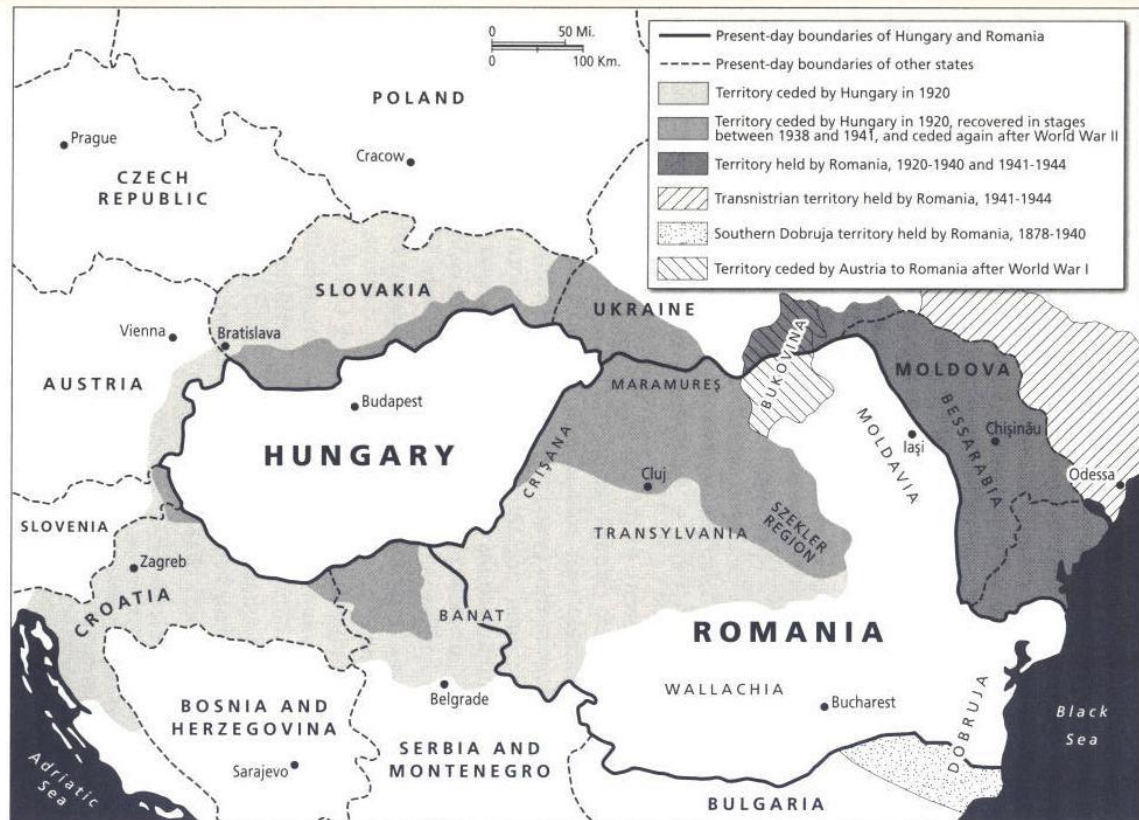 0 50 Mi.
0 100 Km.
Present-day boundaries of Hungary and Romania
Present-day boundaries of other states
Territory ceded by Hungary in 1920
Territory ceded by Hungary in 1920, recovered in stages
between 1938 and 1941, and ceded again after World War II
Territory held by Romania, 1920-1940 and 1941-1944
Transnistrian territory held by Romania, 1941-1944
Southern Dobruja territory held by Romania, 1878-1940
Territory ceded by Austria to Romania after World War I
POLAND
Prague
Cracow
CZECH
REPUBLIC
SLOVAKIA
UKRAINE
Vienna
Bratislava
AUSTRIA
Budapest
HUNGARY
MARAMUREŞ
BUKOVINA
MOLDOVA
BESSARABIA
Chişinău
MOLDAVIA
Iaşi
Odessa
CRIŞANA
Cluj
TRANSYLVANIA
SZEKLER
REGION
SLOVENIA
Zagreb
CROATIA
BANAT
ROMANIA
Belgrade
WALLACHIA
Bucharest
DOBRUJA
Black
Sea
BOSNIA AND
HERZEGOVINA
Sarajevo
SERBIA AND
MONTENEGRO
Adriatic
Sea
BULGARIA